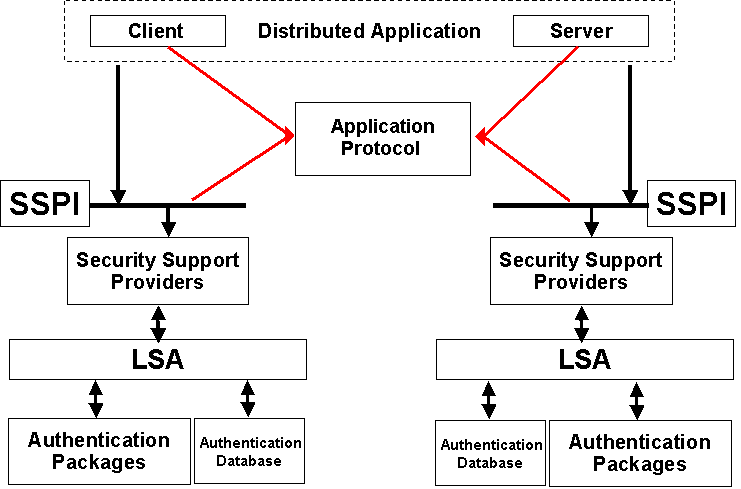 Client
Distributed Application
Server
Application
Protocol
SSPI
SSPI
Security Support
Providers
Security Support
Providers
LSA
LSA
Authentication
Packages
Authentication
Database
Authentication
Database
Authentication
Packages